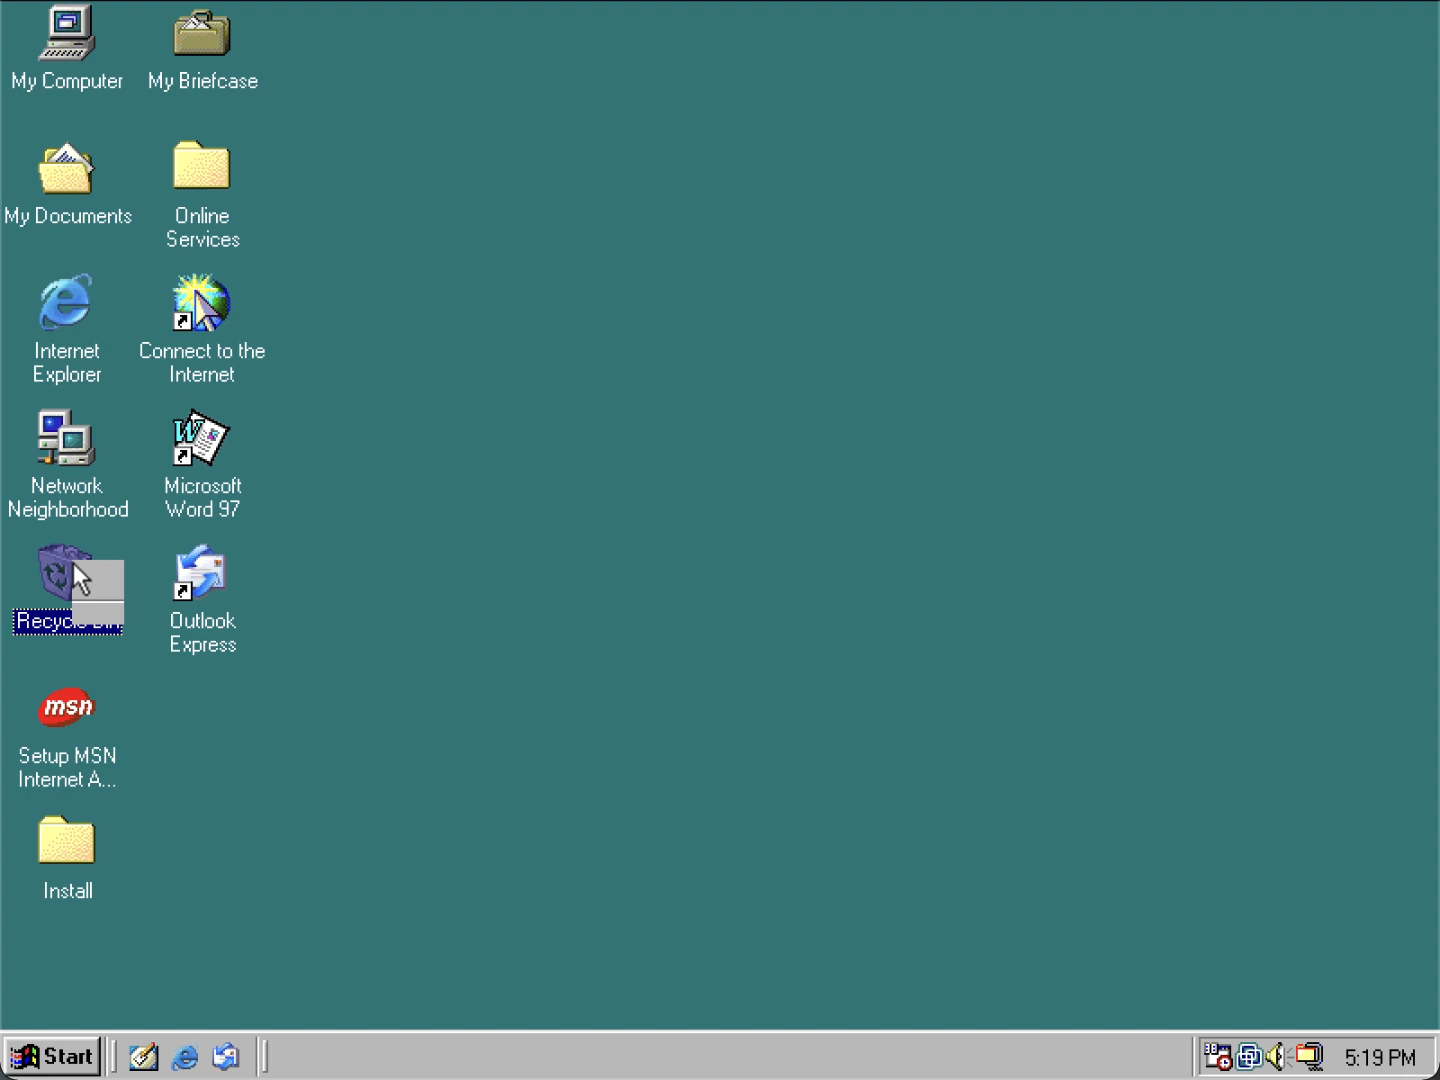 My Computer
My Briefcase
My Documents
Online
Services
Internet
Explorer
Connect to the
Internet
Network
Neighborhood
Microsoft
Word 97
W
Recycle Bin
Outlook
Express
msn
Setup MSN
Internet A...
Install
Start
5:19 PM